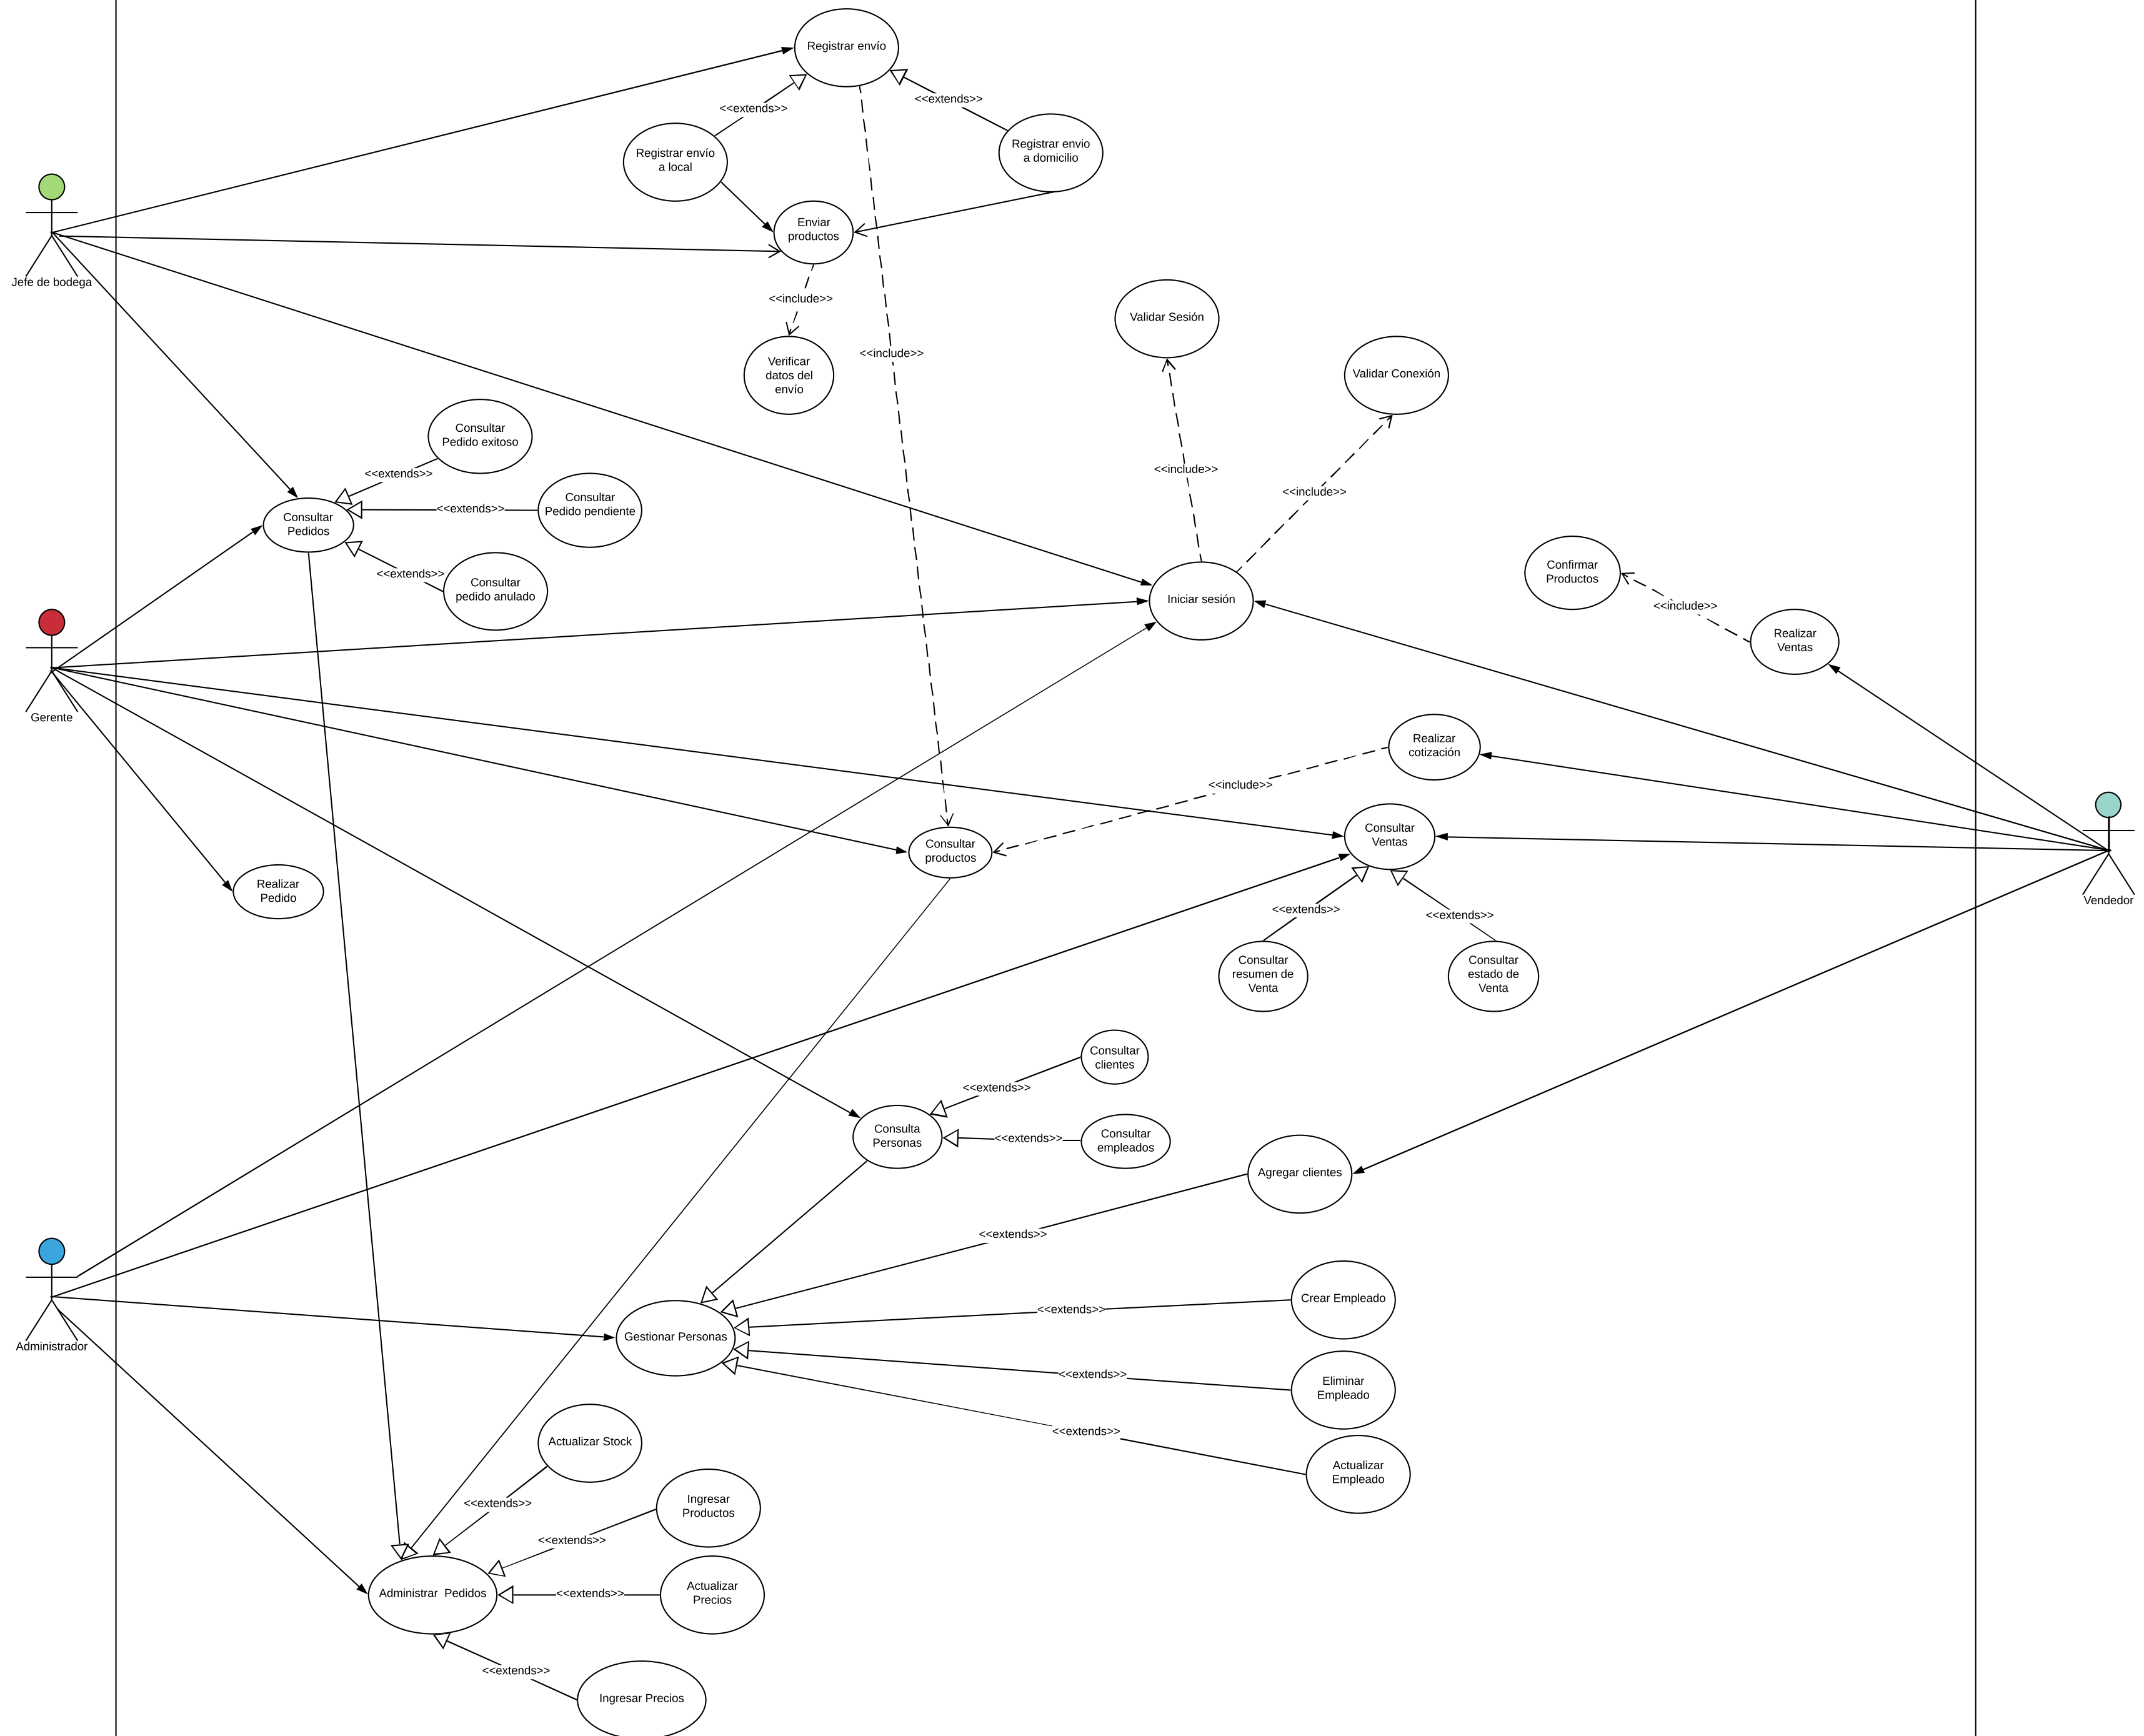 Registrar envío
<<extends>>
<<extends>>
Registrar envío
a local
Registrar envio
a domicilio
Enviar
productos
Jefe de bodega
<<include>>
Validar Sesión
Verificar
datos del
envío
<<include>>
Validar Conexión
Consultar
Pedido exitoso
<<extends>>
<<include>>
<<include>>
Consultar
Pedido pendiente
<<extends>>
Consultar
Pedidos
<<extends>>
Consultar
pedido anulado
Iniciar sesión
Confirmar
Productos
<<include>>
Realizar
Ventas
Gerente
Realizar
cotización
<<include>>
Consultar
productos
Consultar
Ventas
Realizar
Pedido
Vendedor
<<extends>>
<<extends>>
Consultar
resumen de
Venta
Consultar
estado de
Venta
Consultar
clientes
<<extends>>
Consulta
Personas
<<extends>>
Consultar
empleados
Agregar clientes
<<extends>>
Crear Empleado
<<extends>>
Gestionar Personas
Administrador
<<extends>>
Eliminar
Empleado
<<extends>>
Actualizar
Empleado
Actualizar Stock
<<extends>>
Ingresar
Productos
<<extends>>
Administrar  Pedidos
<<extends>>
Actualizar
Precios
<<extends>>
Ingresar Precios